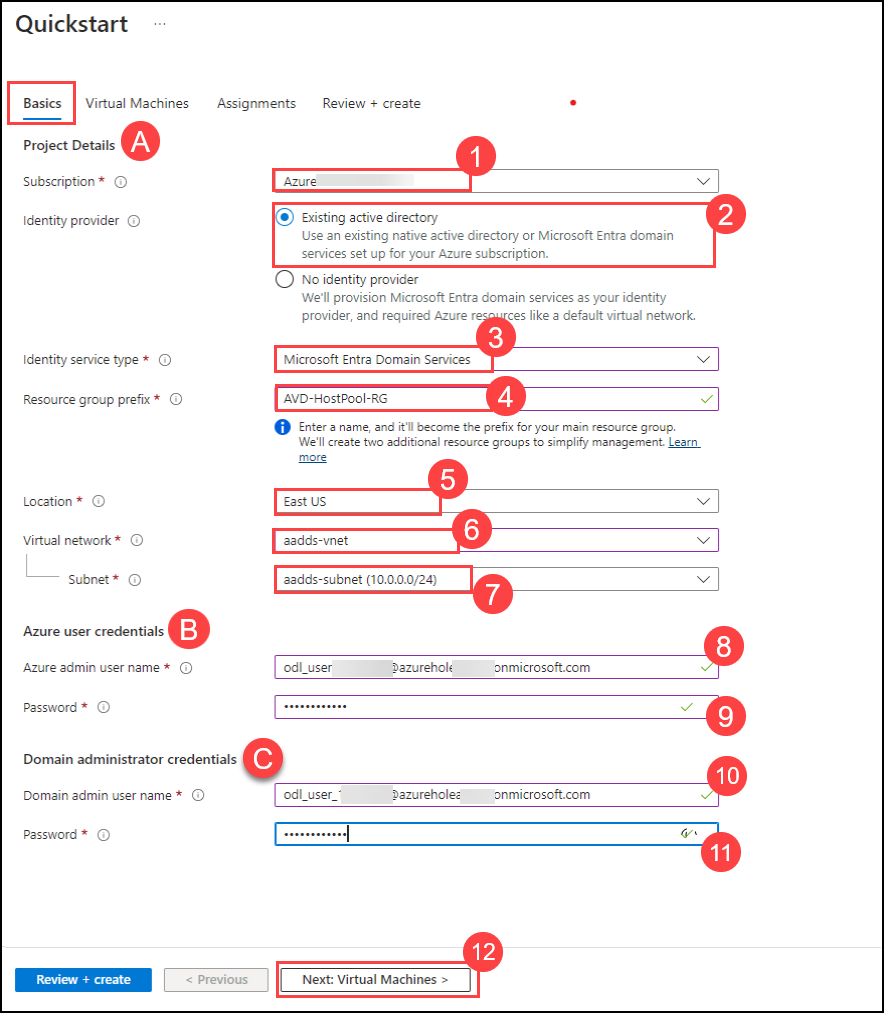 Quickstart ...
Basics Virtual Machines Assignments Review + create
Project Details A
1
Subscription * Azure
Identity provider Existing active directory 2
Use an existing native active directory or Microsoft Entra domain
services set up for your Azure subscription.
No identity provider
We'll provision Microsoft Entra domain services as your identity
provider, and required Azure resources like a default virtual network.
3
Identity service type * Microsoft Entra Domain Services
Resource group prefix * AVD-HostPool-RG 4
Enter a name, and it'll become the prefix for your main resource group.
We'll create two additional resource groups to simplify management. Learn
more
5
Location * East US
Virtual network * aadds-vnet 6
Subnet * aadds-subnet (10.0.0.0/24)
7
Azure user credentials B
8
Azure admin user name * odl_user @azurehole onmicrosoft.com
Password * ••••••••••••
9
Domain administrator credentials C
10
Domain admin user name * odl_user_ @azurehole onmicrosoft.com
Password * ••••••••••••
11
12
Review + create < Previous Next: Virtual Machines >